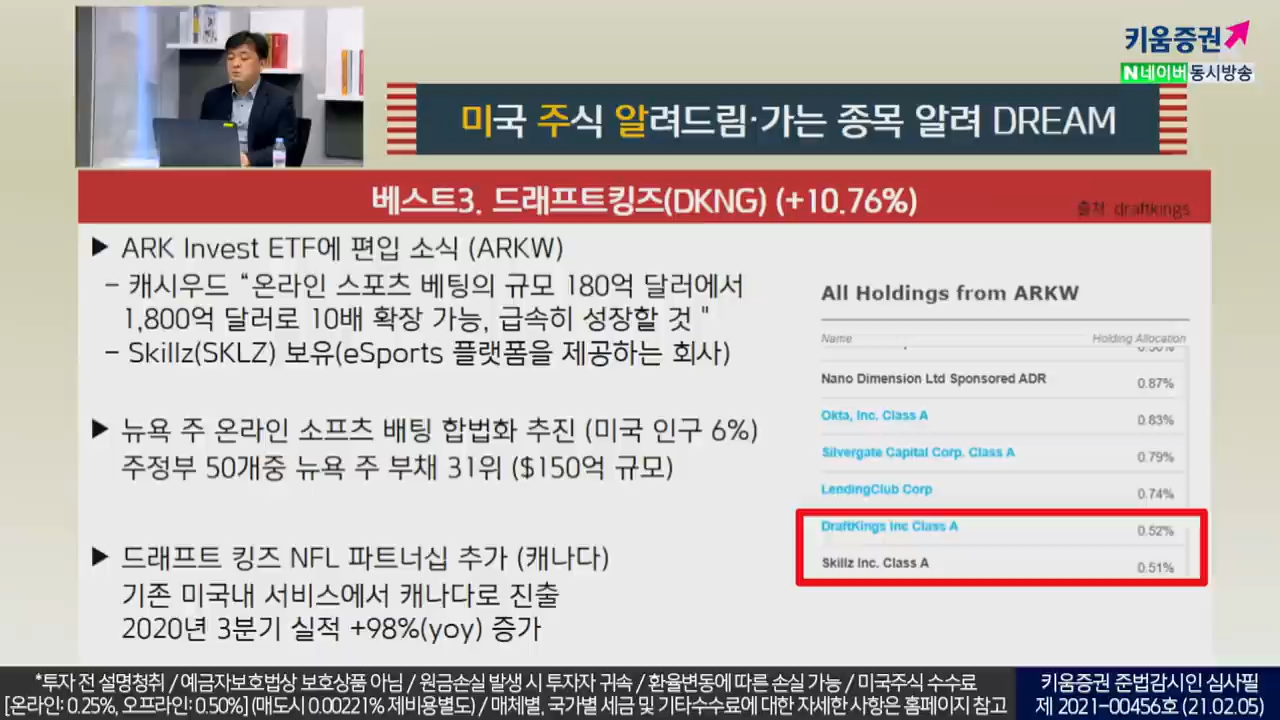 키움증권
N 네이버 동시방송
미국 주식 알려드림·가는 종목 알려 DREAM
베스트3. 드래프트킹즈(DKNG) (+10.76%)
출처 draftkings
▶ ARK Invest ETF에 편입 소식 (ARKW)
- 캐시우드 “온라인 스포츠 베팅의 규모 180억 달러에서
1,800억 달러로 10배 확장 가능, 급속히 성장할 것 "
- Skillz(SKLZ) 보유(eSports 플랫폼을 제공하는 회사)
▶ 뉴욕 주 온라인 소프츠 배팅 합법화 추진 (미국 인구 6%)
주정부 50개중 뉴욕 주 부채 31위 ($150억 규모)
▶ 드래프트 킹즈 NFL 파트너십 추가 (캐나다)
기존 미국내 서비스에서 캐나다로 진출
2020년 3분기 실적 +98%(yoy) 증가
All Holdings from ARKW
Name Holding Allocation
Nano Dimension Ltd Sponsored ADR 0.87%
Okta, Inc. Class A 0.83%
Silvergate Capital Corp. Class A 0.79%
LendingClub Corp 0.74%
DraftKings Inc Class A 0.52%
Skillz Inc. Class A 0.51%
*투자 전 설명청취 / 예금자보호법상 보호상품 아님 / 원금손실 발생 시 투자자 귀속 / 환율변동에 따른 손실 가능 / 미국주식 수수료
[온라인: 0.25%, 오프라인: 0.50%] (매도시 0.00221% 제비용별도) / 매체별, 국가별 세금 및 기타수수료에 대한 자세한 사항은 홈페이지 참고
키움증권 준법감시인 심사필
제 2021-00456호 (21.02.05)